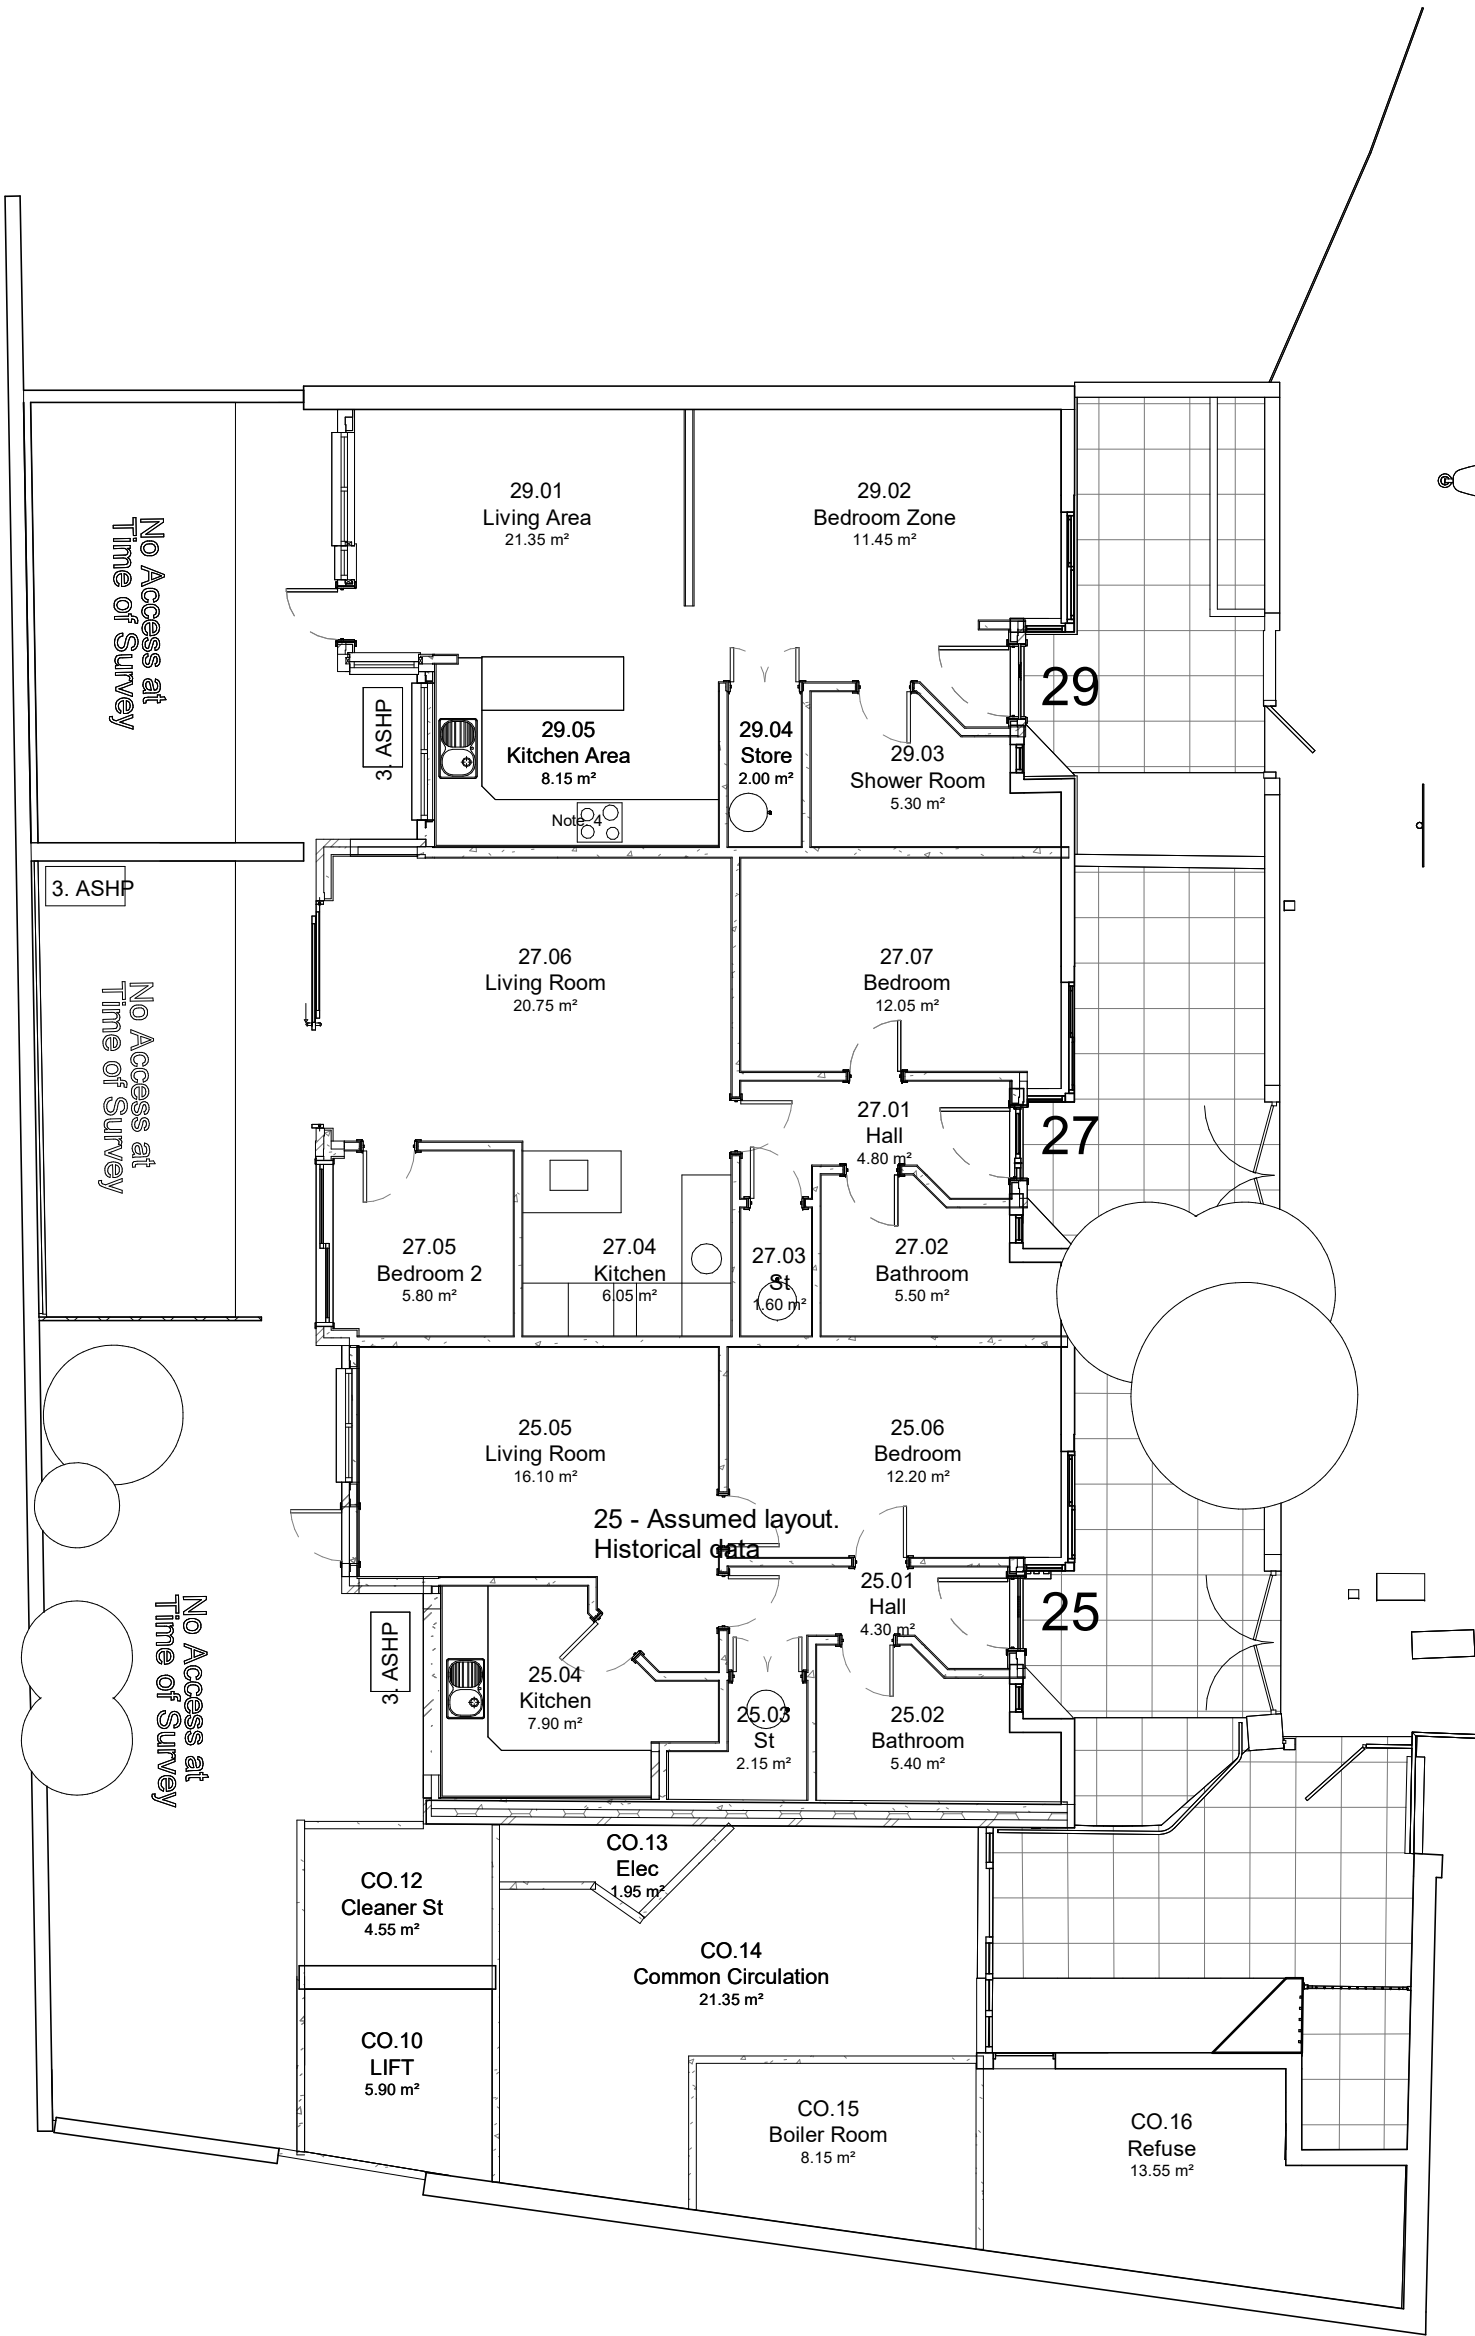 29.01
Living Area
21.35 m²
29.02
Bedroom Zone
11.45 m²
No Access at
Time of Survey
29
3. ASHP
29.05
Kitchen Area
8.15 m²
Note. 4
29.04
Store
2.00 m²
29.03
Shower Room
5.30 m²
3. ASHP
27.06
Living Room
20.75 m²
27.07
Bedroom
12.05 m²
No Access at
Time of Survey
27.01
Hall
4.80 m²
27
27.05
Bedroom 2
5.80 m²
27.04
Kitchen
6.05 m²
27.03
St
1.60 m²
27.02
Bathroom
5.50 m²
25.05
Living Room
16.10 m²
25.06
Bedroom
12.20 m²
25 - Assumed layout.
Historical data
25.01
Hall
4.30 m²
25
No Access at
Time of Survey
3. ASHP
25.04
Kitchen
7.90 m²
25.03
St
2.15 m²
25.02
Bathroom
5.40 m²
CO.13
Elec
1.95 m²
CO.12
Cleaner St
4.55 m²
CO.14
Common Circulation
21.35 m²
CO.10
LIFT
5.90 m²
CO.15
Boiler Room
8.15 m²
CO.16
Refuse
13.55 m²